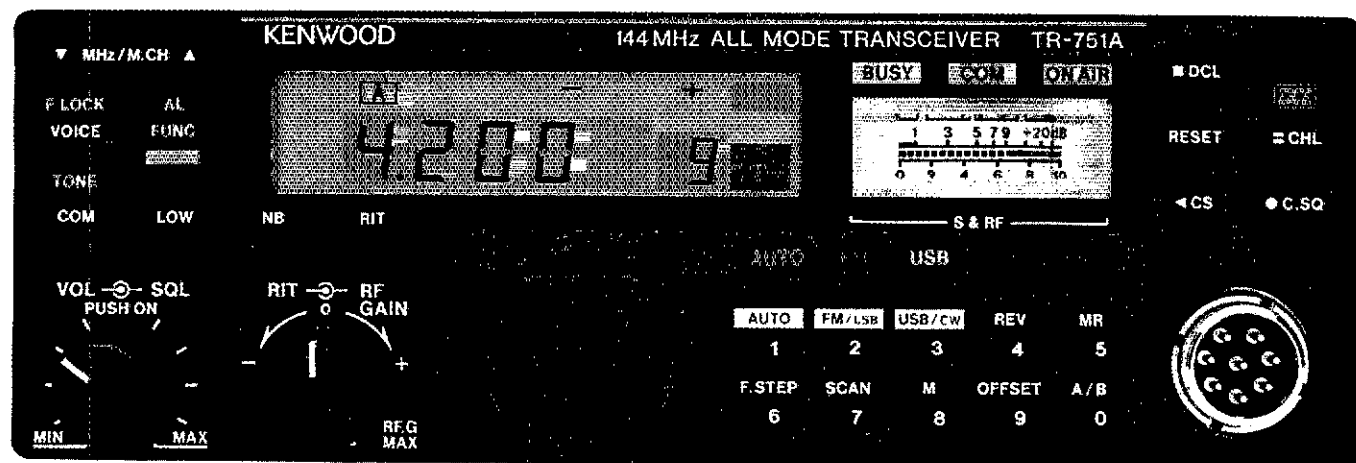 KENWOOD 144 MHz ALL MODE TRANSCEIVER TR-751A
▼ MHz/M.CH ▲
BUSY COM ON AIR
■ DCL
F.LOCK AL
A - +
VOICE FUNC
4.200 9
1 3 5 7 9 +20dB
RESET CHL
TONE
0 2 4 6 8 10
COM LOW NB RIT
S & RF
◄CS ● C.SQ
AUTO USB
VOL SQL
PUSH ON
RIT RF GAIN
0
- +
AUTO FM/LSB USB/CW REV MR
1 2 3 4 5
F.STEP SCAN M OFFSET A/B
6 7 8 9 0
MIN MAX
RF.G MAX